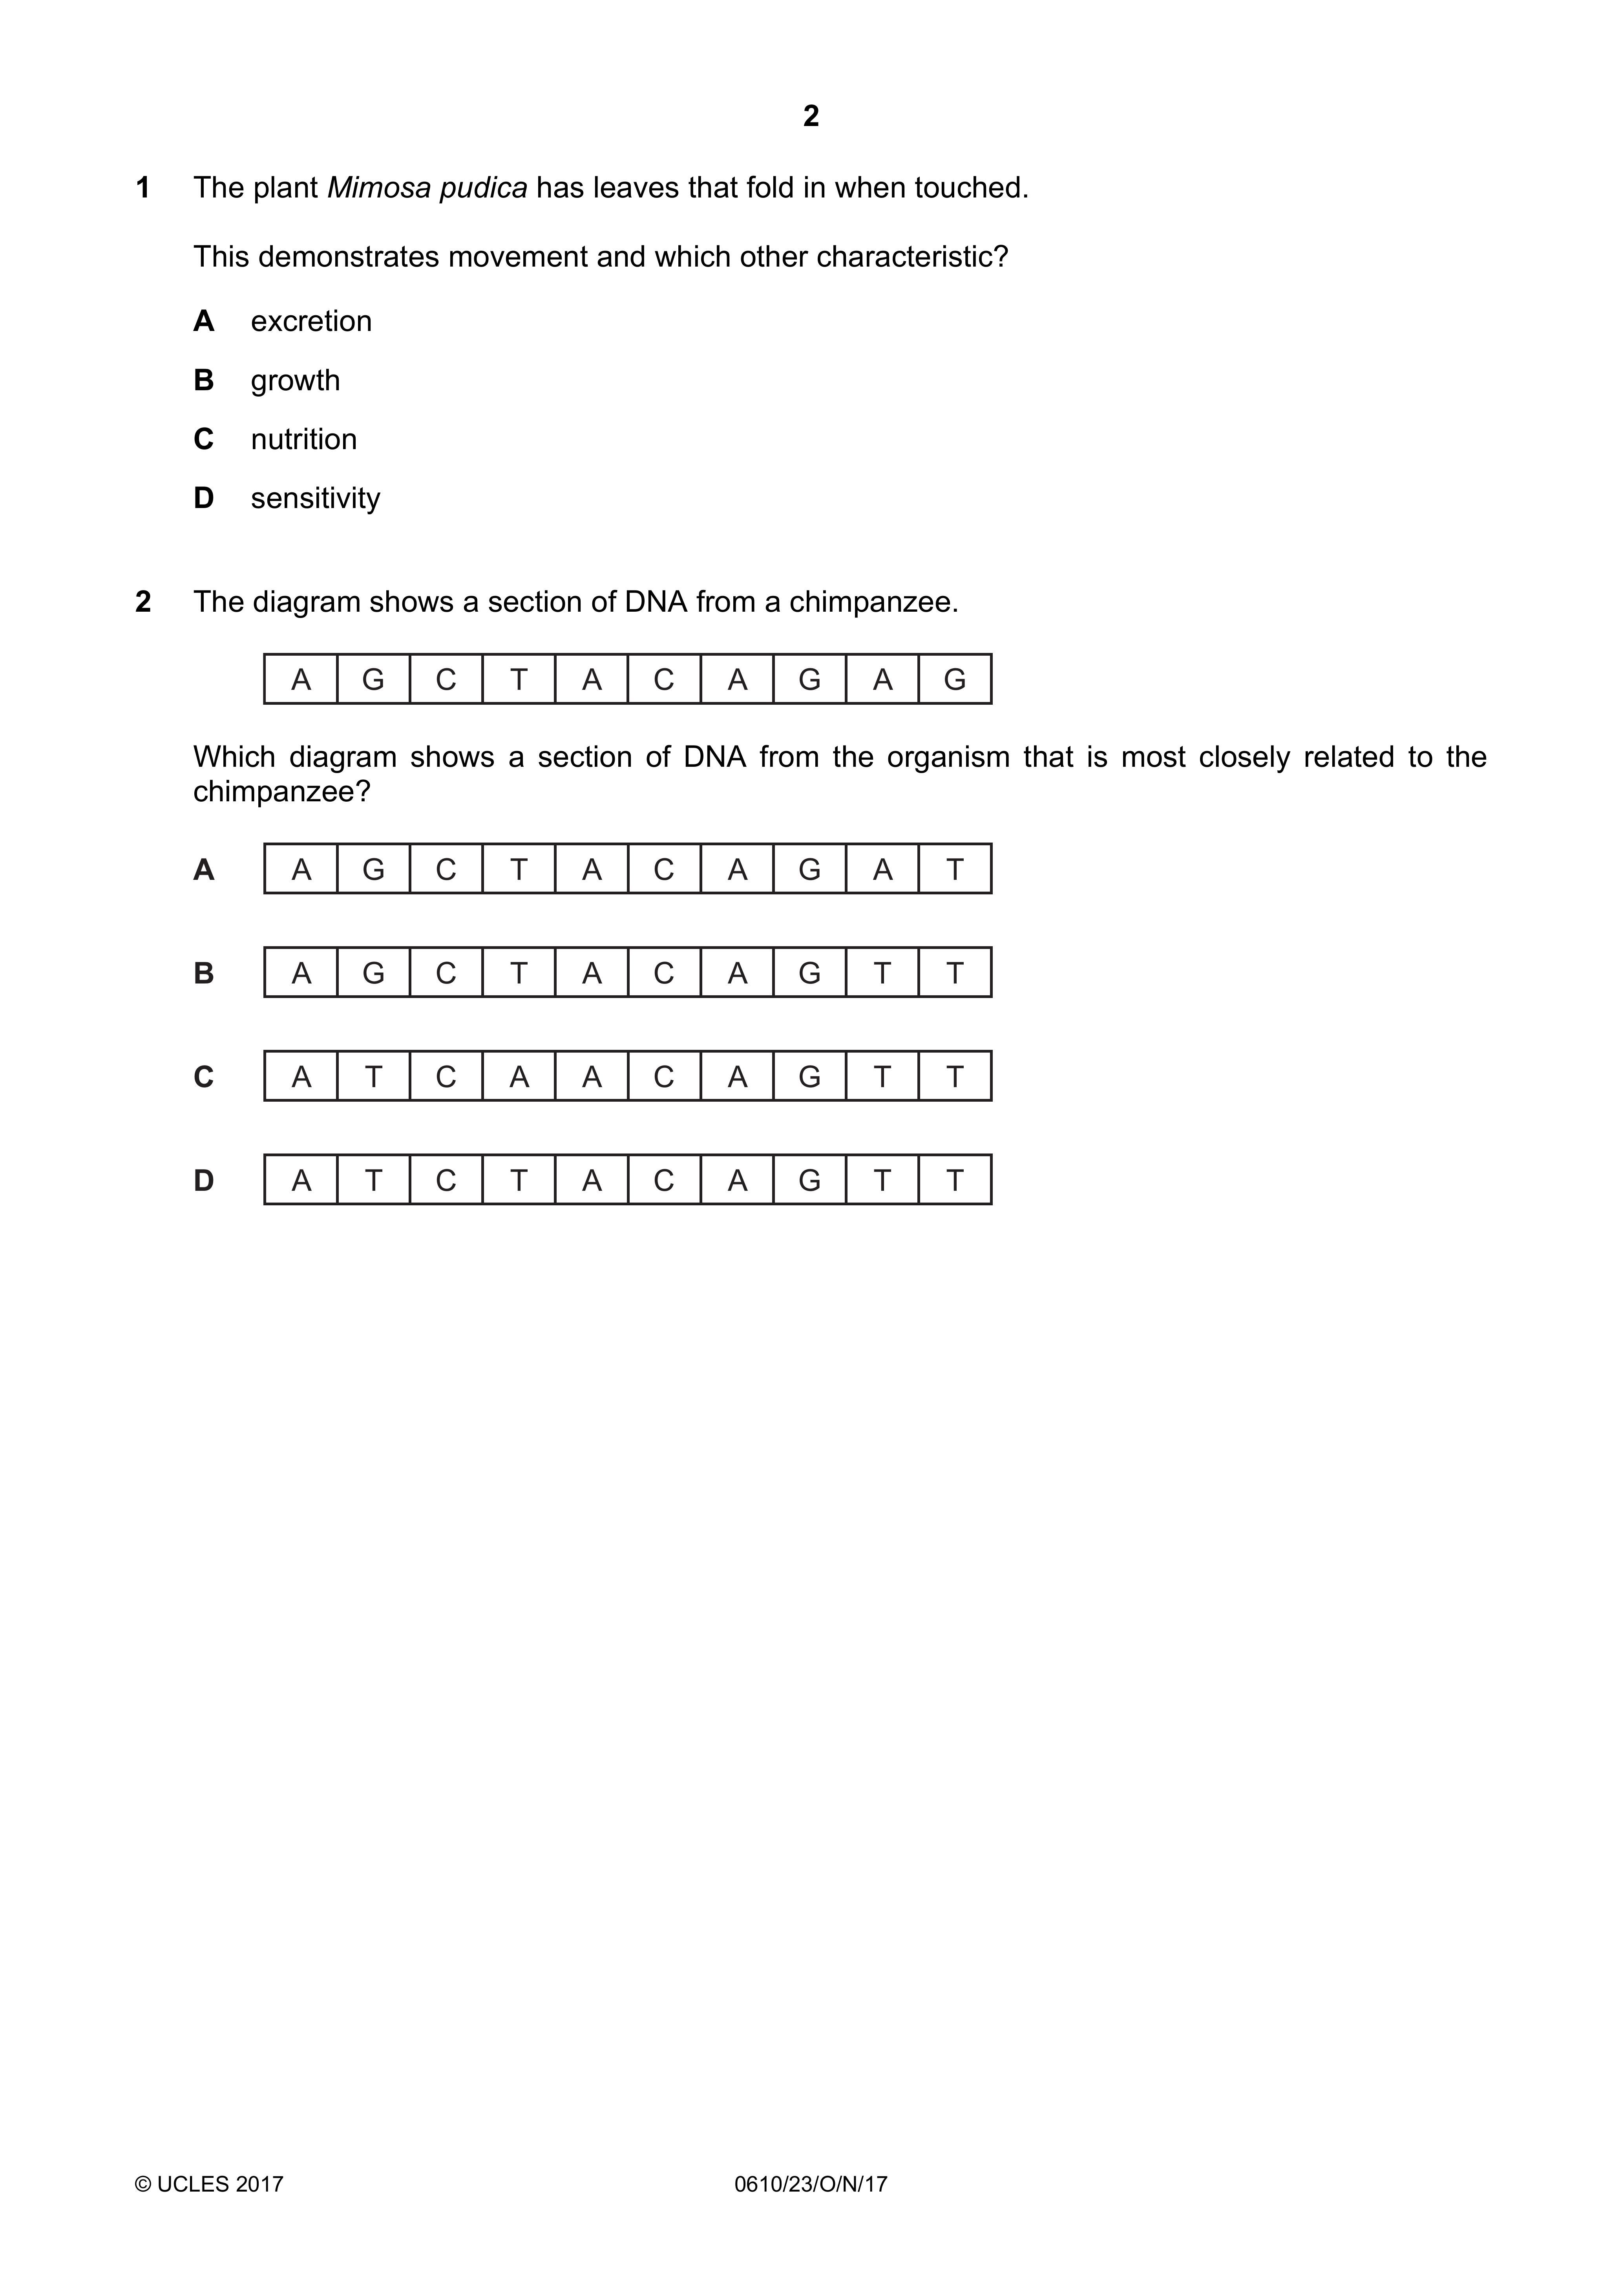 2
1 The plant Mimosa pudica has leaves that fold in when touched.
This demonstrates movement and which other characteristic?
A excretion
B growth
C nutrition
D sensitivity
2 The diagram shows a section of DNA from a chimpanzee.
A G C T A C A G A G
Which diagram shows a section of DNA from the organism that is most closely related to the
chimpanzee?
A A G C T A C A G A T
B A G C T A C A G T T
C A T C A A C A G T T
D A T C T A C A G T T
© UCLES 2017 0610/23/O/N/17